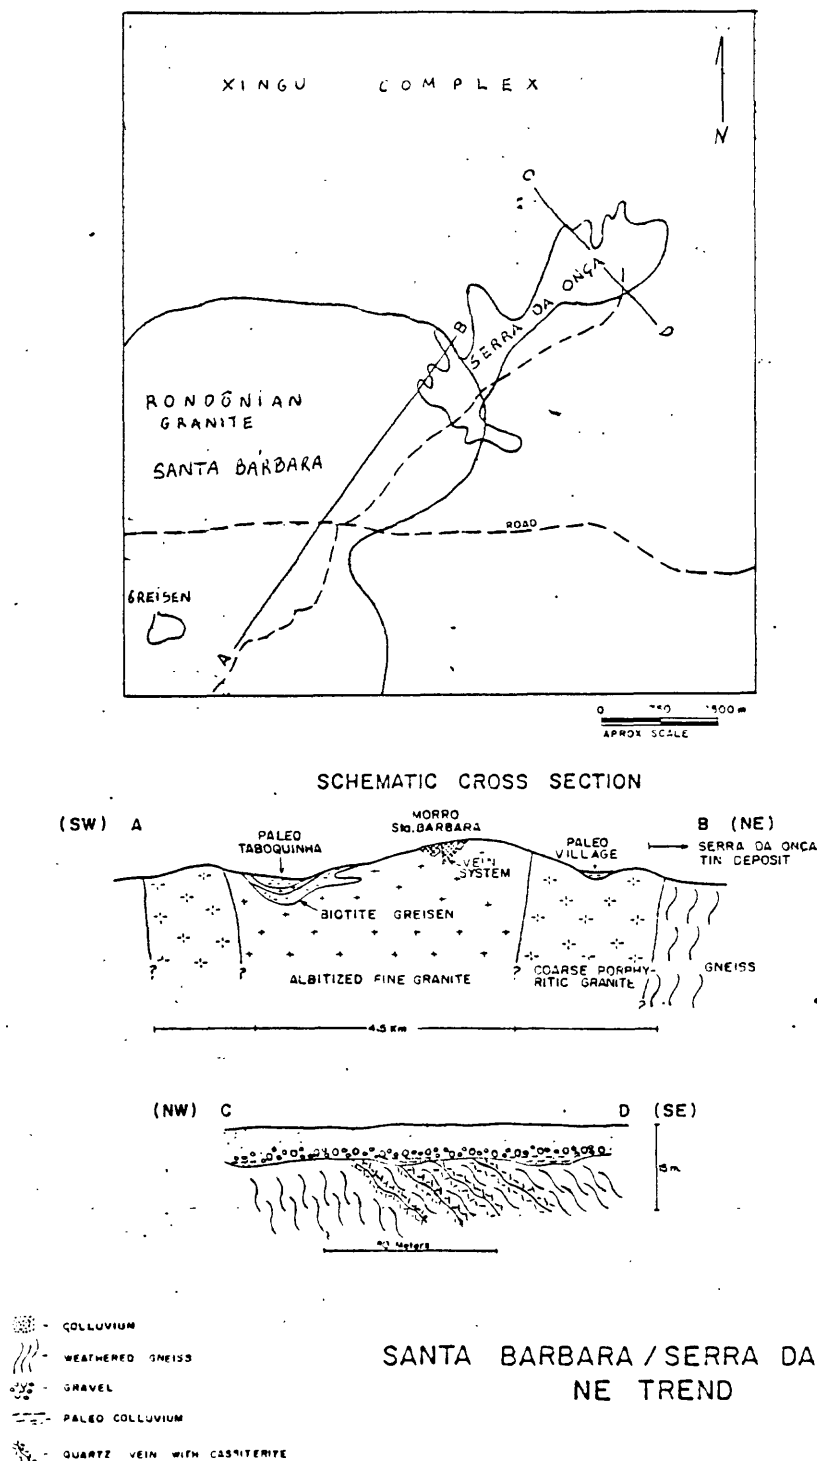 XINGU COMPLEX
N
C
SERRA DA ONÇA
D
B
RONDÔNIAN
GRANITE
SANTA BÁRBARA
ROAD
GREISEN
A
0 750 1500 m
APROX SCALE
SCHEMATIC CROSS SECTION
(SW) A
PALEO
TABOQUINHA
MORRO
Sta. BARBARA
VEIN
SYSTEM
PALEO
VILLAGE
B (NE)
SERRA DA ONÇA
TIN DEPOSIT
BIOTITE GREISEN
? ? ? ?
ALBITIZED FINE GRANITE
COARSE PORPHY-
RITIC GRANITE
GNEISS
4.5 Km
(NW) C
D (SE)
Meters
COLLUVIUM
WEATHERED GNEISS
GRAVEL
PALEO COLLUVIUM
QUARTZ VEIN WITH CASSITERITE
SANTA BARBARA / SERRA DA
NE TREND